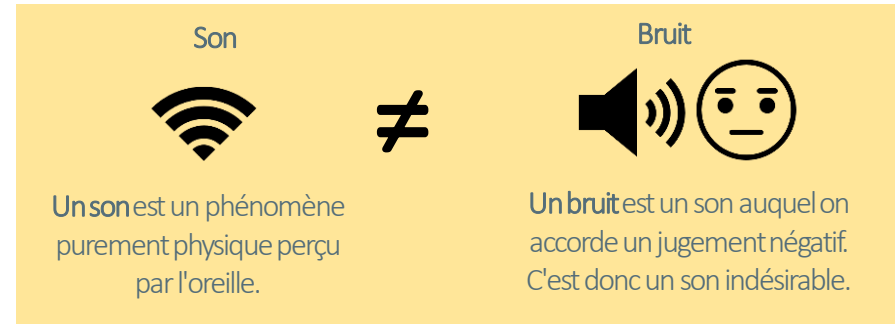 Son
≠
Bruit
Un son est un phénomène
purement physique perçu
par l'oreille.
Un bruit est un son auquel on
accorde un jugement négatif.
C'est donc un son indésirable.